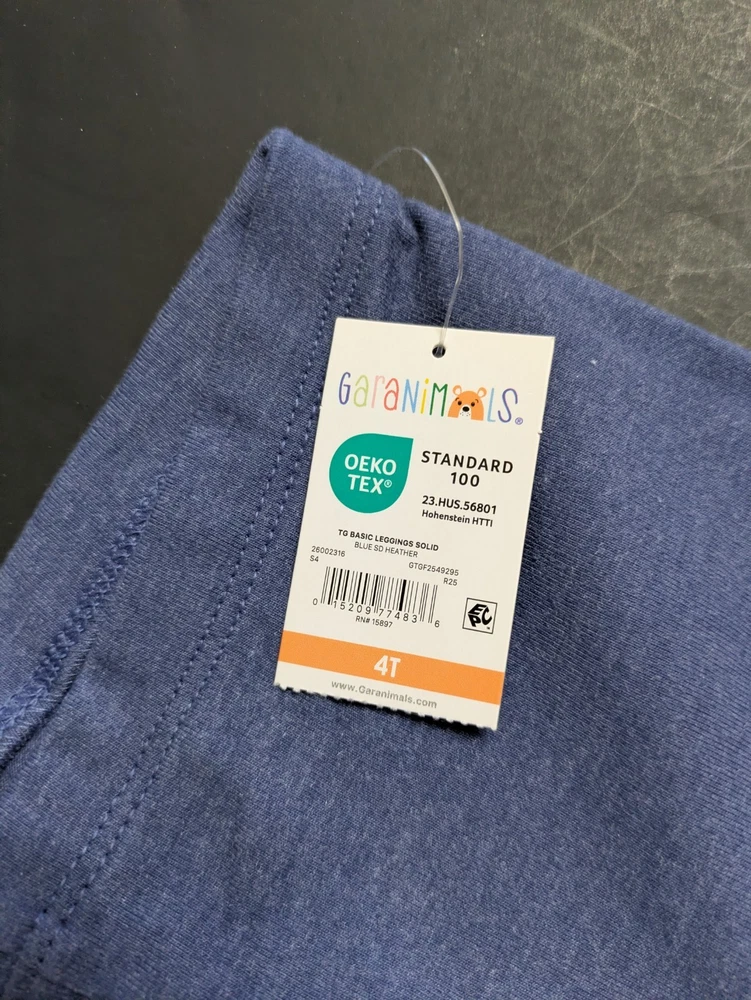 GaraNiMALS®
OEKO
TEX®
STANDARD
100
23.HUS.56801
Hohenstein HTTI
TG BASIC LEGGINGS SOLID
BLUE SD HEATHER
26002316
GTGF2549295
S4
R25
0 15209 77483 6
RN# 15897
EPC
4T
www.Garanimals.com